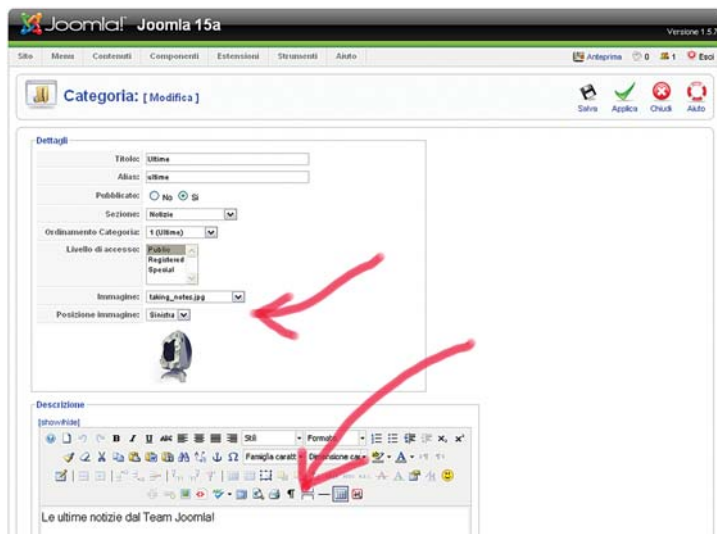 Joomla! Joomla 15a
Versione 1.5.7
Sito Menu Contenuti Componenti Estensioni Strumenti Aiuto Anteprima 0 1 Esci
Categoria: [ Modifica ]
Salva Applica Chiudi Aiuto
Dettagli
Titolo: Ultime
Alias: ultime
Pubblicato: No Sì
Sezione: Notizie
Ordinamento Categoria: 1 (Ultime)
Livello di accesso: Public
Registered
Special
Immagine: taking_notes.jpg
Posizione immagine: Sinistra
Descrizione
[show/hide]
B I U ABC Stili Formato
Famiglia caratt
Le ultime notizie dal Team Joomla!